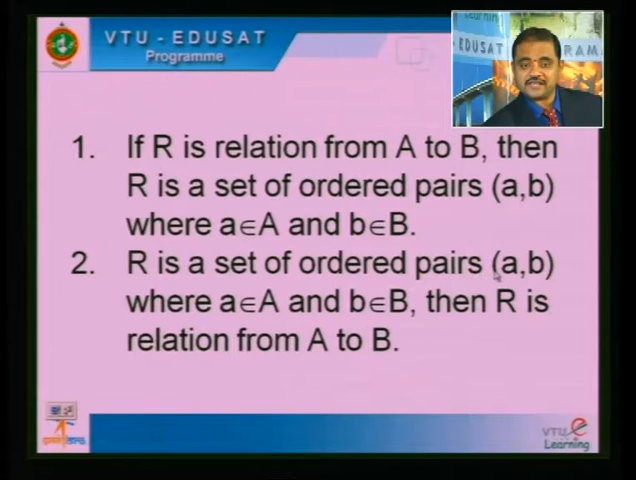 VTU - EDUSAT
Programme
EDUSAT
RAM
1. If R is relation from A to B, then
R is a set of ordered pairs (a,b)
where a∈A and b∈B.
2. R is a set of ordered pairs (a,b)
where a∈A and b∈B, then R is
relation from A to B.
VTU e
Learning